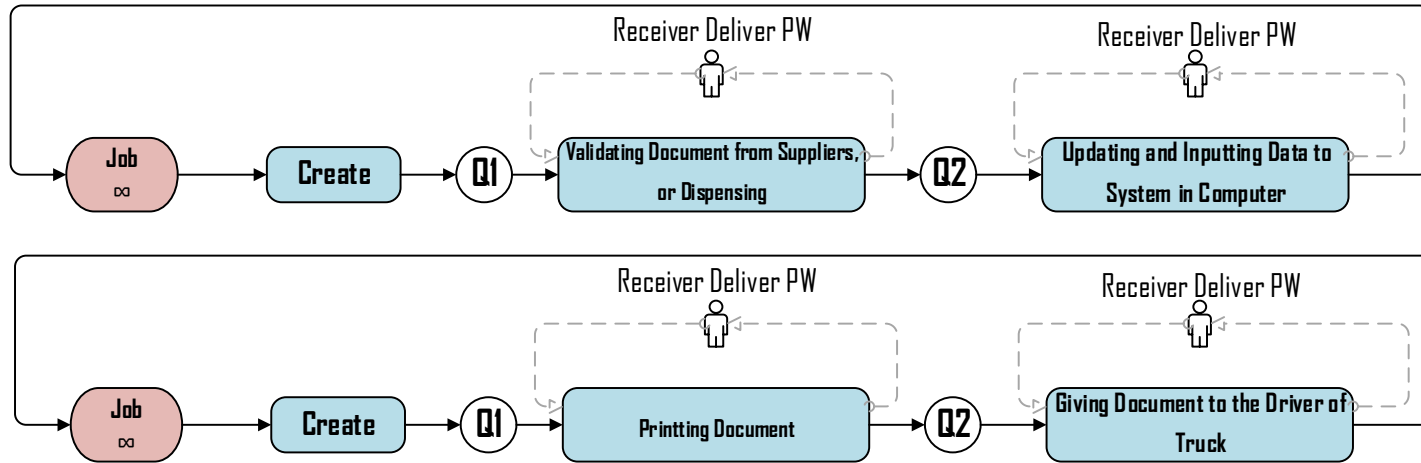 Receiver Deliver PW
Receiver Deliver PW
Job
∞
Create
Q1
Validating Document from Suppliers,
or Dispensing
Q2
Updating and Inputting Data to
System in Computer
Receiver Deliver PW
Receiver Deliver PW
Job
∞
Create
Q1
Printting Document
Q2
Giving Document to the Driver of
Truck